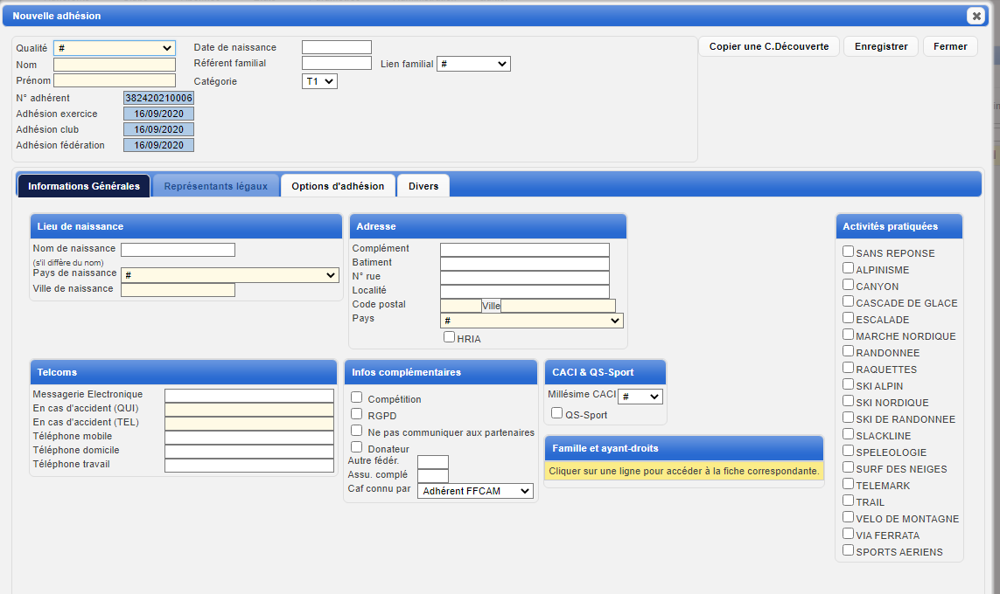 Nouvelle adhésion
Qualité # Date de naissance Copier une C.Découverte Enregistrer Fermer
Nom Référent familial Lien familial #
Prénom Catégorie T1
N° adhérent 382420210006
Adhésion exercice 16/09/2020
Adhésion club 16/09/2020
Adhésion fédération 16/09/2020
Informations Générales Représentants légaux Options d'adhésion Divers
Lieu de naissance
Nom de naissance
(s'il diffère du nom)
Pays de naissance #
Ville de naissance
Adresse
Complément
Batiment
N° rue
Localité
Code postal Ville
Pays #
HRIA
Activités pratiquées
SANS REPONSE
ALPINISME
CANYON
CASCADE DE GLACE
ESCALADE
MARCHE NORDIQUE
RANDONNEE
RAQUETTES
SKI ALPIN
SKI NORDIQUE
SKI DE RANDONNEE
SLACKLINE
SPELEOLOGIE
SURF DES NEIGES
TELEMARK
TRAIL
VELO DE MONTAGNE
VIA FERRATA
SPORTS AERIENS
Telcoms
Messagerie Electronique
En cas d'accident (QUI)
En cas d'accident (TEL)
Téléphone mobile
Téléphone domicile
Téléphone travail
Infos complémentaires
Compétition
RGPD
Ne pas communiquer aux partenaires
Donateur
Autre fédér.
Assu. complé
Caf connu par Adhérent FFCAM
CACI & QS-Sport
Millésime CACI #
QS-Sport
Famille et ayant-droits
Cliquer sur une ligne pour accéder à la fiche correspondante.